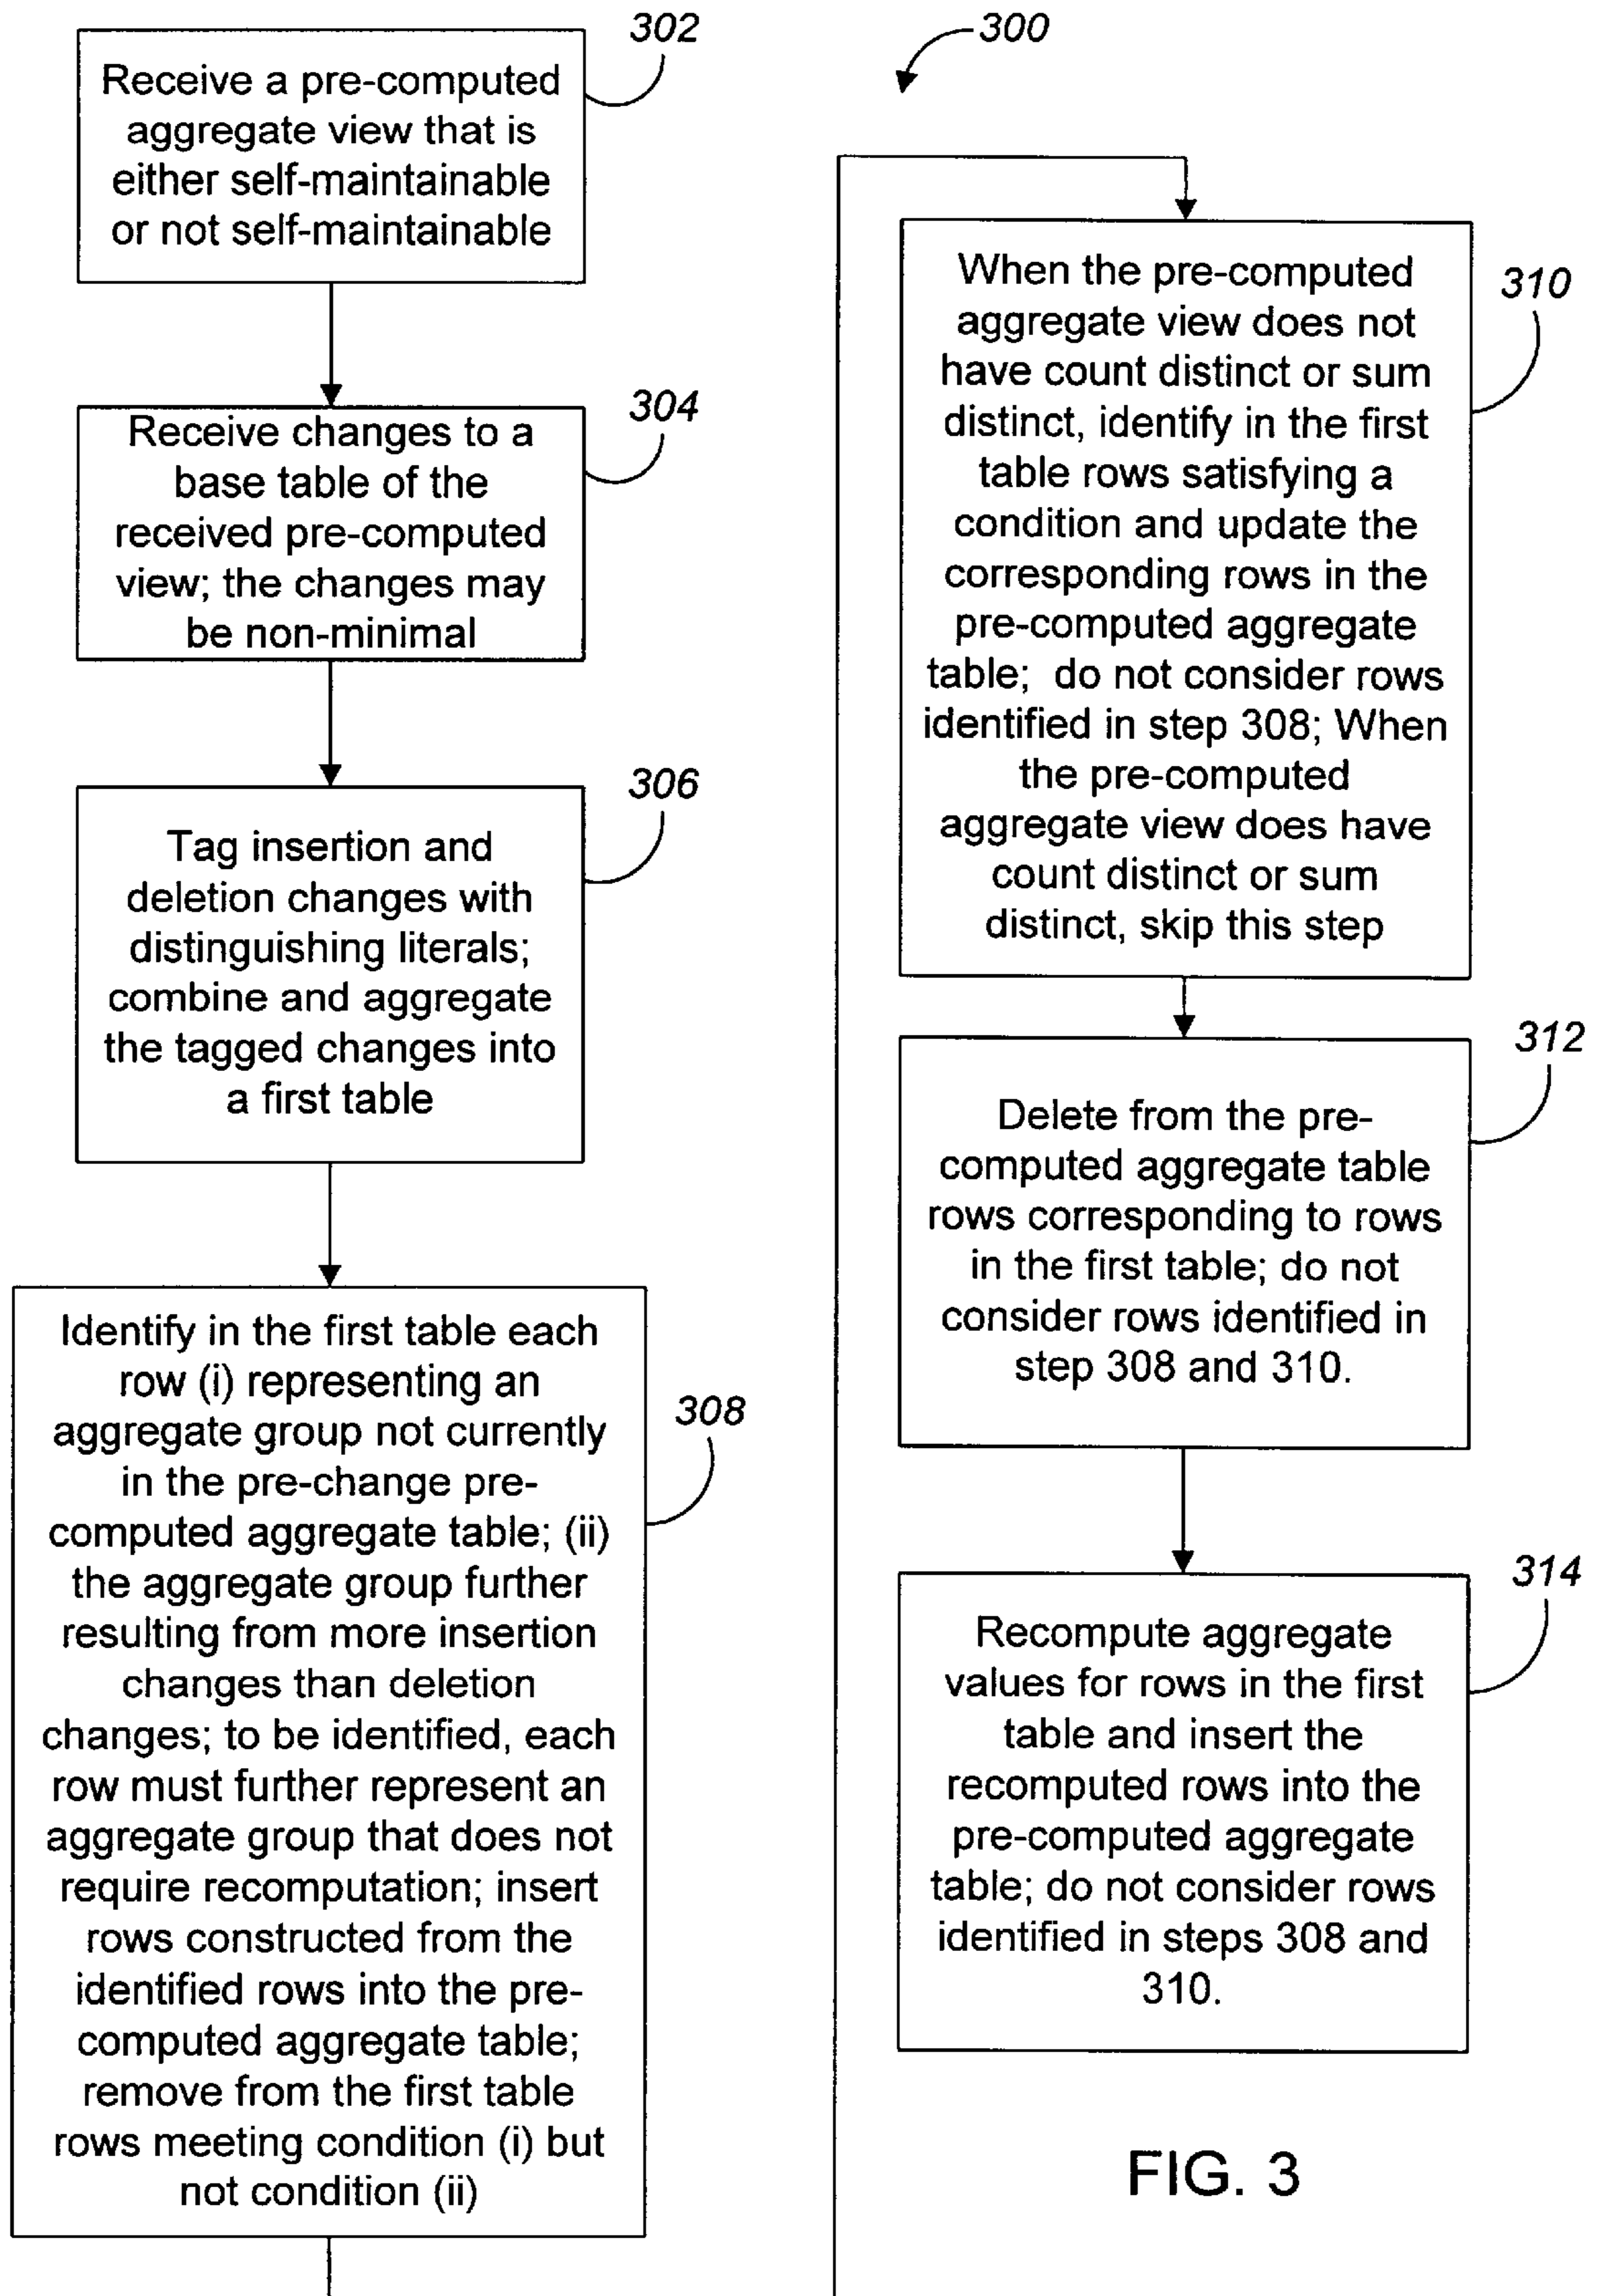 302
Receive a pre-computed
aggregate view that is
either self-maintainable
or not self-maintainable
304
Receive changes to a
base table of the
received pre-computed
view; the changes may
be non-minimal
306
Tag insertion and
deletion changes with
distinguishing literals;
combine and aggregate
the tagged changes into
a first table
308
Identify in the first table each
row (i) representing an
aggregate group not currently
in the pre-change pre-
computed aggregate table; (ii)
the aggregate group further
resulting from more insertion
changes than deletion
changes; to be identified, each
row must further represent an
aggregate group that does not
require recomputation; insert
rows constructed from the
identified rows into the pre-
computed aggregate table;
remove from the first table
rows meeting condition (i) but
not condition (ii)
300
310
When the pre-computed
aggregate view does not
have count distinct or sum
distinct, identify in the first
table rows satisfying a
condition and update the
corresponding rows in the
pre-computed aggregate
table; do not consider rows
identified in step 308; When
the pre-computed
aggregate view does have
count distinct or sum
distinct, skip this step
312
Delete from the pre-
computed aggregate table
rows corresponding to rows
in the first table; do not
consider rows identified in
step 308 and 310.
314
Recompute aggregate
values for rows in the first
table and insert the
recomputed rows into the
pre-computed aggregate
table; do not consider rows
identified in steps 308 and
310.
FIG. 3